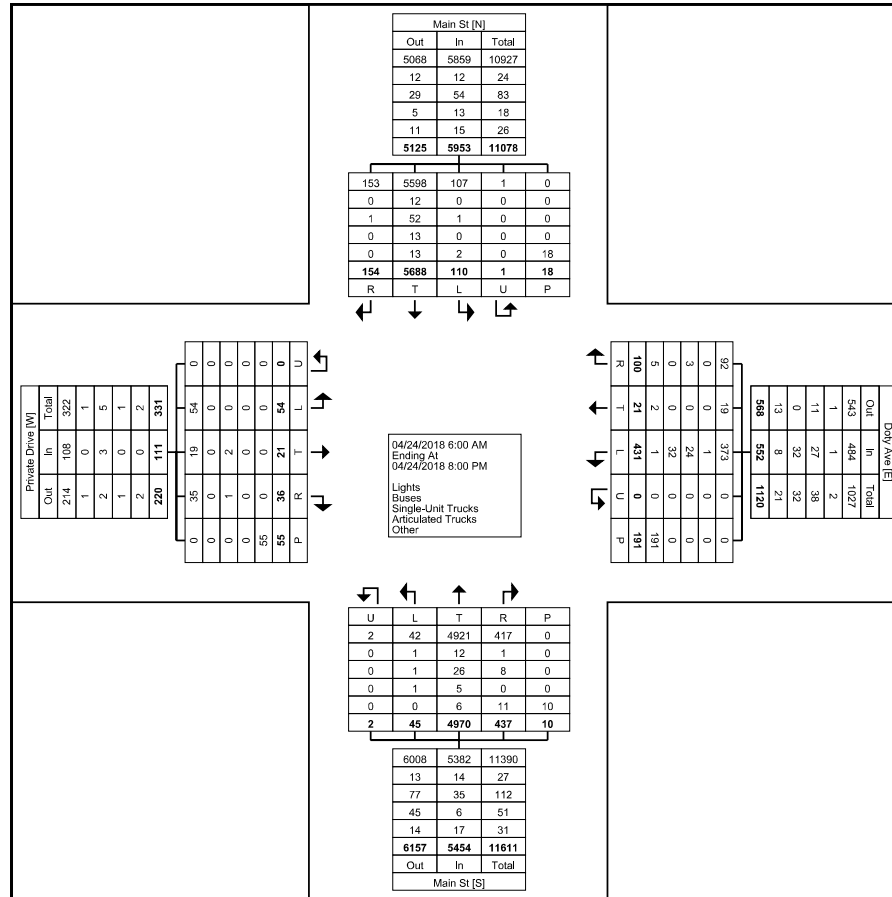 Main St [N]
Out In Total
5068 5859 10927
12 12 24
29 54 83
5 13 18
11 15 26
5125 5953 11078
153 5598 107 1 0
0 12 0 0 0
1 52 1 0 0
0 13 0 0 0
0 13 2 0 18
154 5688 110 1 18
R T L U P
Private Drive [W]
Out In Total
214 108 322
1 0 1
2 3 5
1 0 1
2 0 2
220 111 331
0 35 19 54 0
0 0 0 0 0
0 1 2 0 0
0 0 0 0 0
55 0 0 0 0
55 36 21 54 0
P R T L U
04/24/2018 6:00 AM
Ending At
04/24/2018 8:00 PM
Lights
Buses
Single-Unit Trucks
Articulated Trucks
Other
Doty Ave [E]
Out In Total
543 484 1027
1 1 2
11 27 38
0 32 32
13 8 21
568 552 1120
92 19 373 0 0
0 0 1 0 0
3 0 24 0 0
0 0 32 0 0
5 2 1 0 191
100 21 431 0 191
R T L U P
U L T R P
2 42 4921 417 0
0 1 12 1 0
0 1 26 8 0
0 1 5 0 0
0 0 6 11 10
2 45 4970 437 10
6008 5382 11390
13 14 27
77 35 112
45 6 51
14 17 31
6157 5454 11611
Out In Total
Main St [S]